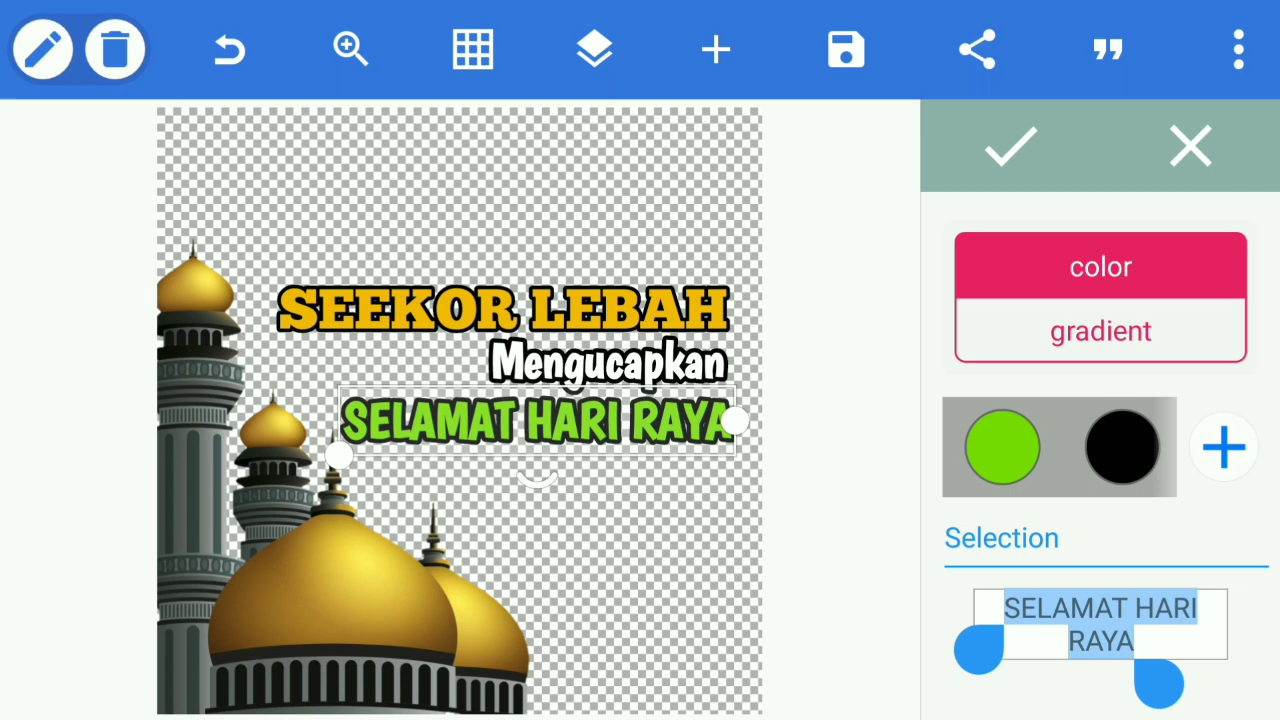 SEEKOR LEBAH
Mengucapkan
SELAMAT HARI RAYA
color
gradient
Selection
SELAMAT HARI
RAYA